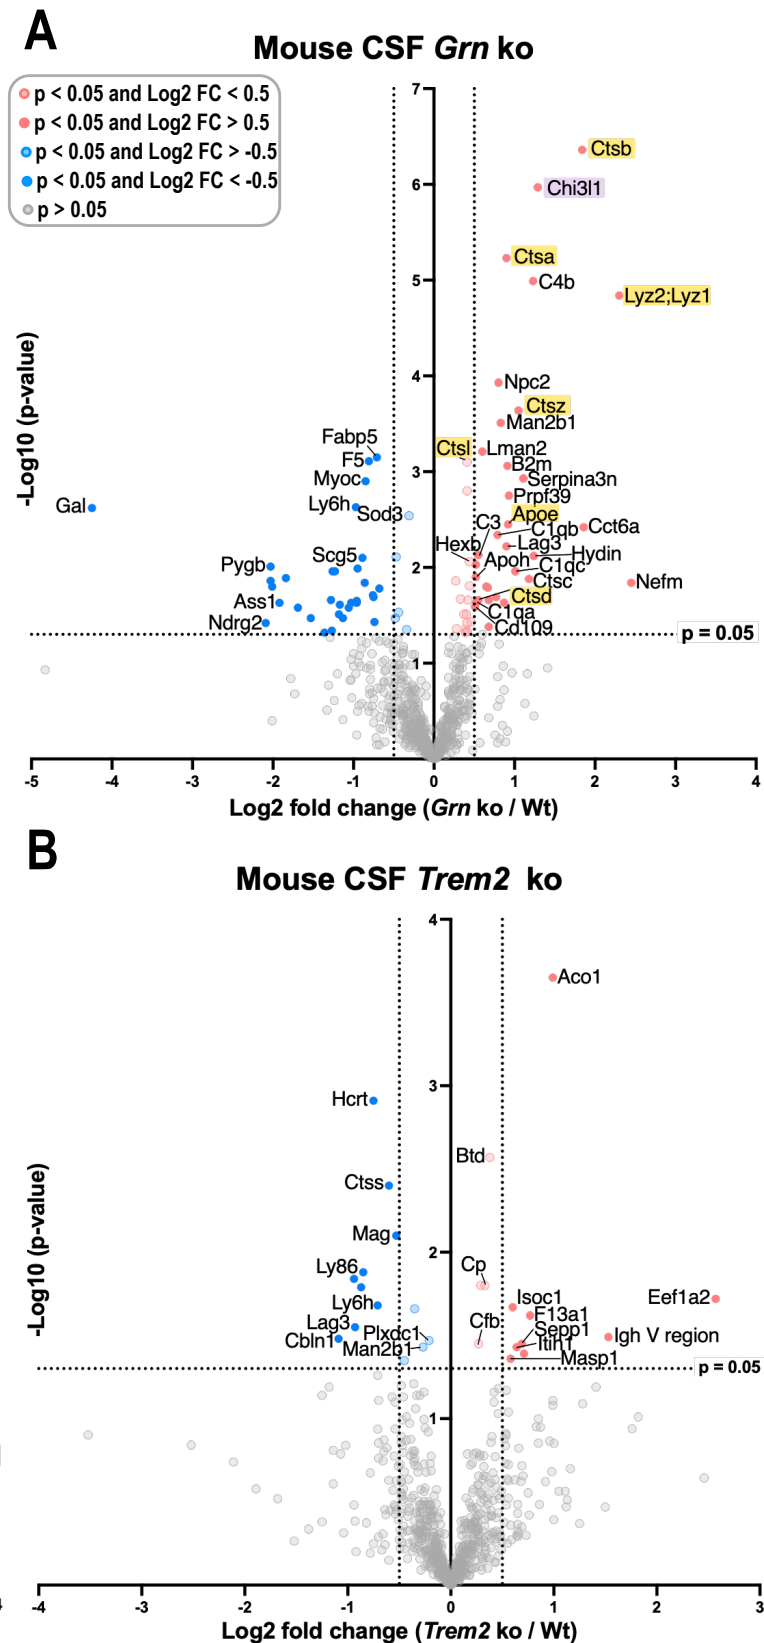 A
Mouse CSF Grn ko
p < 0.05 and Log2 FC < 0.5
p < 0.05 and Log2 FC > 0.5
p < 0.05 and Log2 FC > -0.5
p < 0.05 and Log2 FC < -0.5
p > 0.05
-Log10 (p-value)
7
6
5
4
3
2
1
Ctsb
Chi3l1
Ctsa
C4b
Lyz2;Lyz1
Npc2
Ctsz
Man2b1
Fabp5
Ctsl
Lman2
F5
B2m
Myoc
Serpina3n
Prpf39
Gal
Ly6h
Sod3
Apoe
C3
C1qb
Cct6a
Hexb
Lag3
Hydin
Scg5
Apoh
C1qc
Pygb
Ctsc
Nefm
Ass1
Ctsd
C1qa
Ndrg2
Cd109
p = 0.05
-5
-4
-3
-2
-1
0
1
2
3
4
Log2 fold change (Grn ko / Wt)
B
Mouse CSF Trem2 ko
-Log10 (p-value)
4
3
2
1
Aco1
Hcrt
Btd
Ctss
Mag
Ly86
Cp
Ly6h
Isoc1
Eef1a2
Lag3
F13a1
Plxdc1
Cfb
Sepp1
Cbln1
Man2b1
Itih1
Igh V region
Masp1
p = 0.05
-4
-3
-2
-1
0
1
2
3
Log2 fold change (Trem2 ko / Wt)